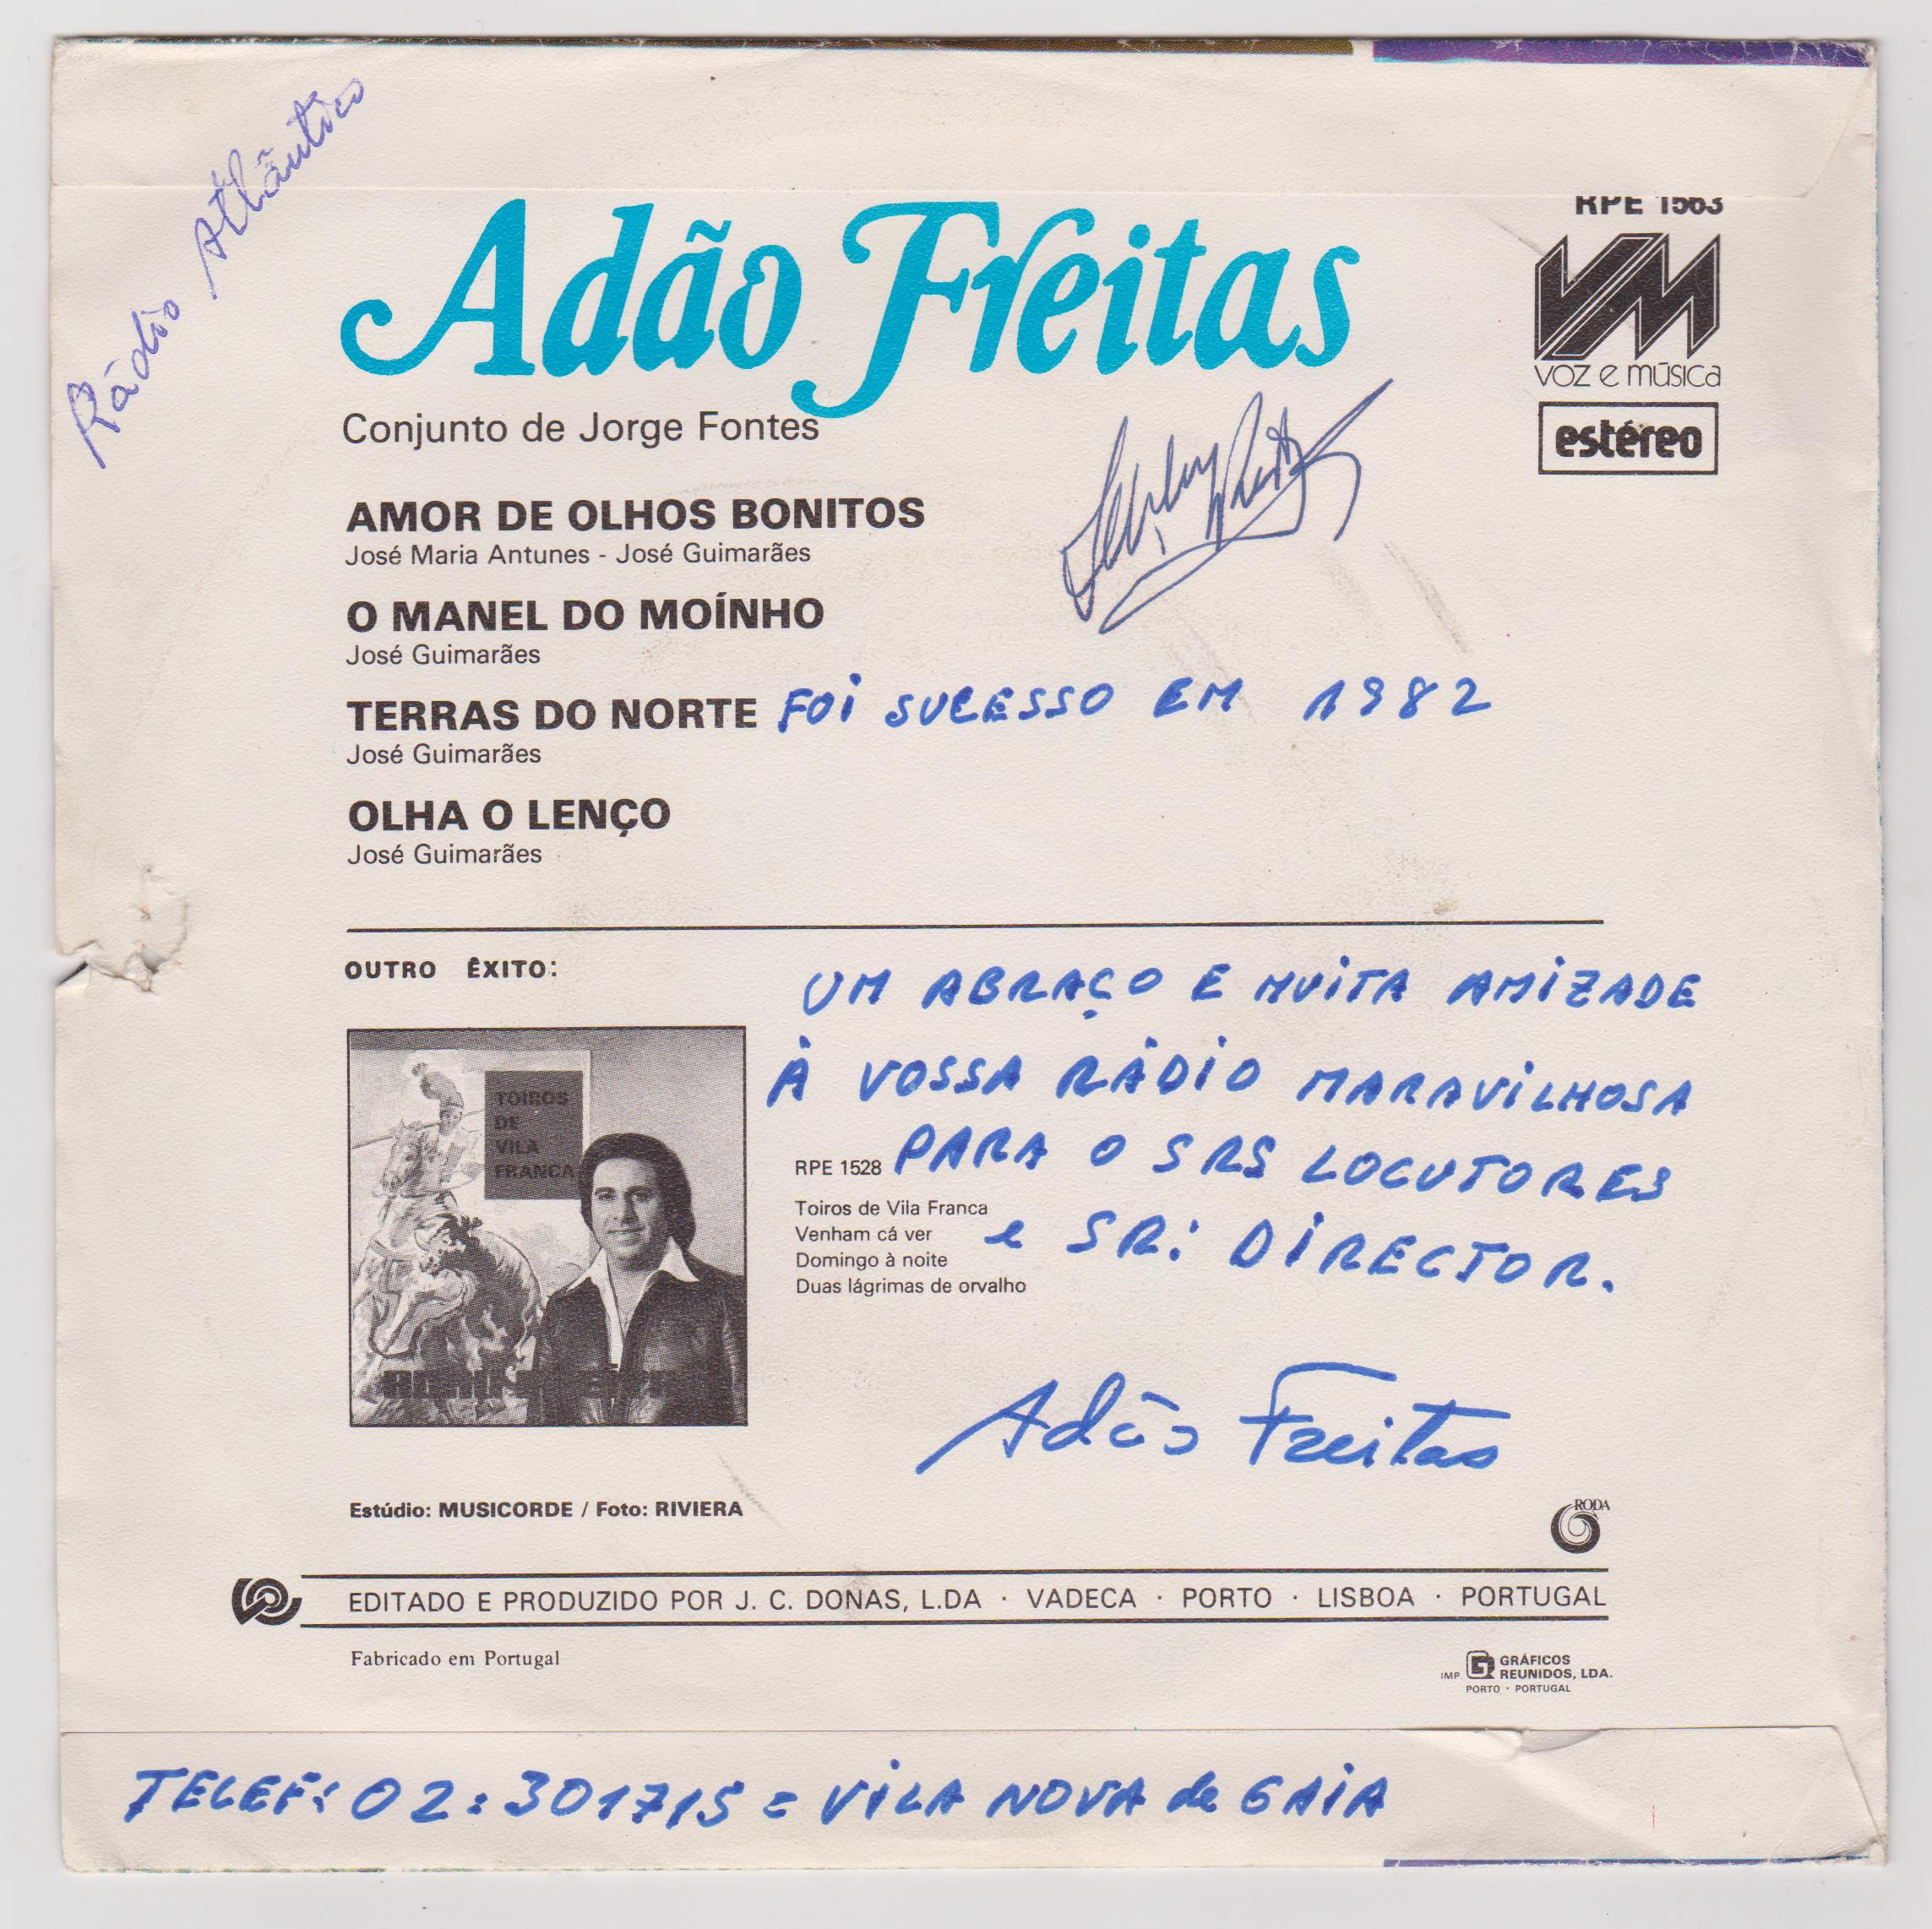 Rádio Atlântico
RPE 1563
Adão Freitas
VM
VOZ e MÚSICA
estéreo
Conjunto de Jorge Fontes
AMOR DE OLHOS BONITOS
José Maria Antunes - José Guimarães
O MANEL DO MOÍNHO
José Guimarães
TERRAS DO NORTE FOI SUCESSO EM 1982
José Guimarães
OLHA O LENÇO
José Guimarães
OUTRO ÊXITO:
UM ABRAÇO E MUITA AMIZADE
À VOSSA RÁDIO MARAVILHOSA
PARA O SRS LOCUTORES
e SR: DIRECTOR.
TOIROS
DE
VILA
FRANCA
RPE 1528
Toiros de Vila Franca
Venham cá ver
Domingo à noite
Duas lágrimas de orvalho
Adão Freitas
Estúdio: MUSICORDE / Foto: RIVIERA
RODA
EDITADO E PRODUZIDO POR J. C. DONAS, L.DA · VADECA · PORTO · LISBOA · PORTUGAL
Fabricado em Portugal
IMP. GRÁFICOS
REUNIDOS, LDA.
PORTO · PORTUGAL
TELEF: 02: 301715 = VILA NOVA de GAIA